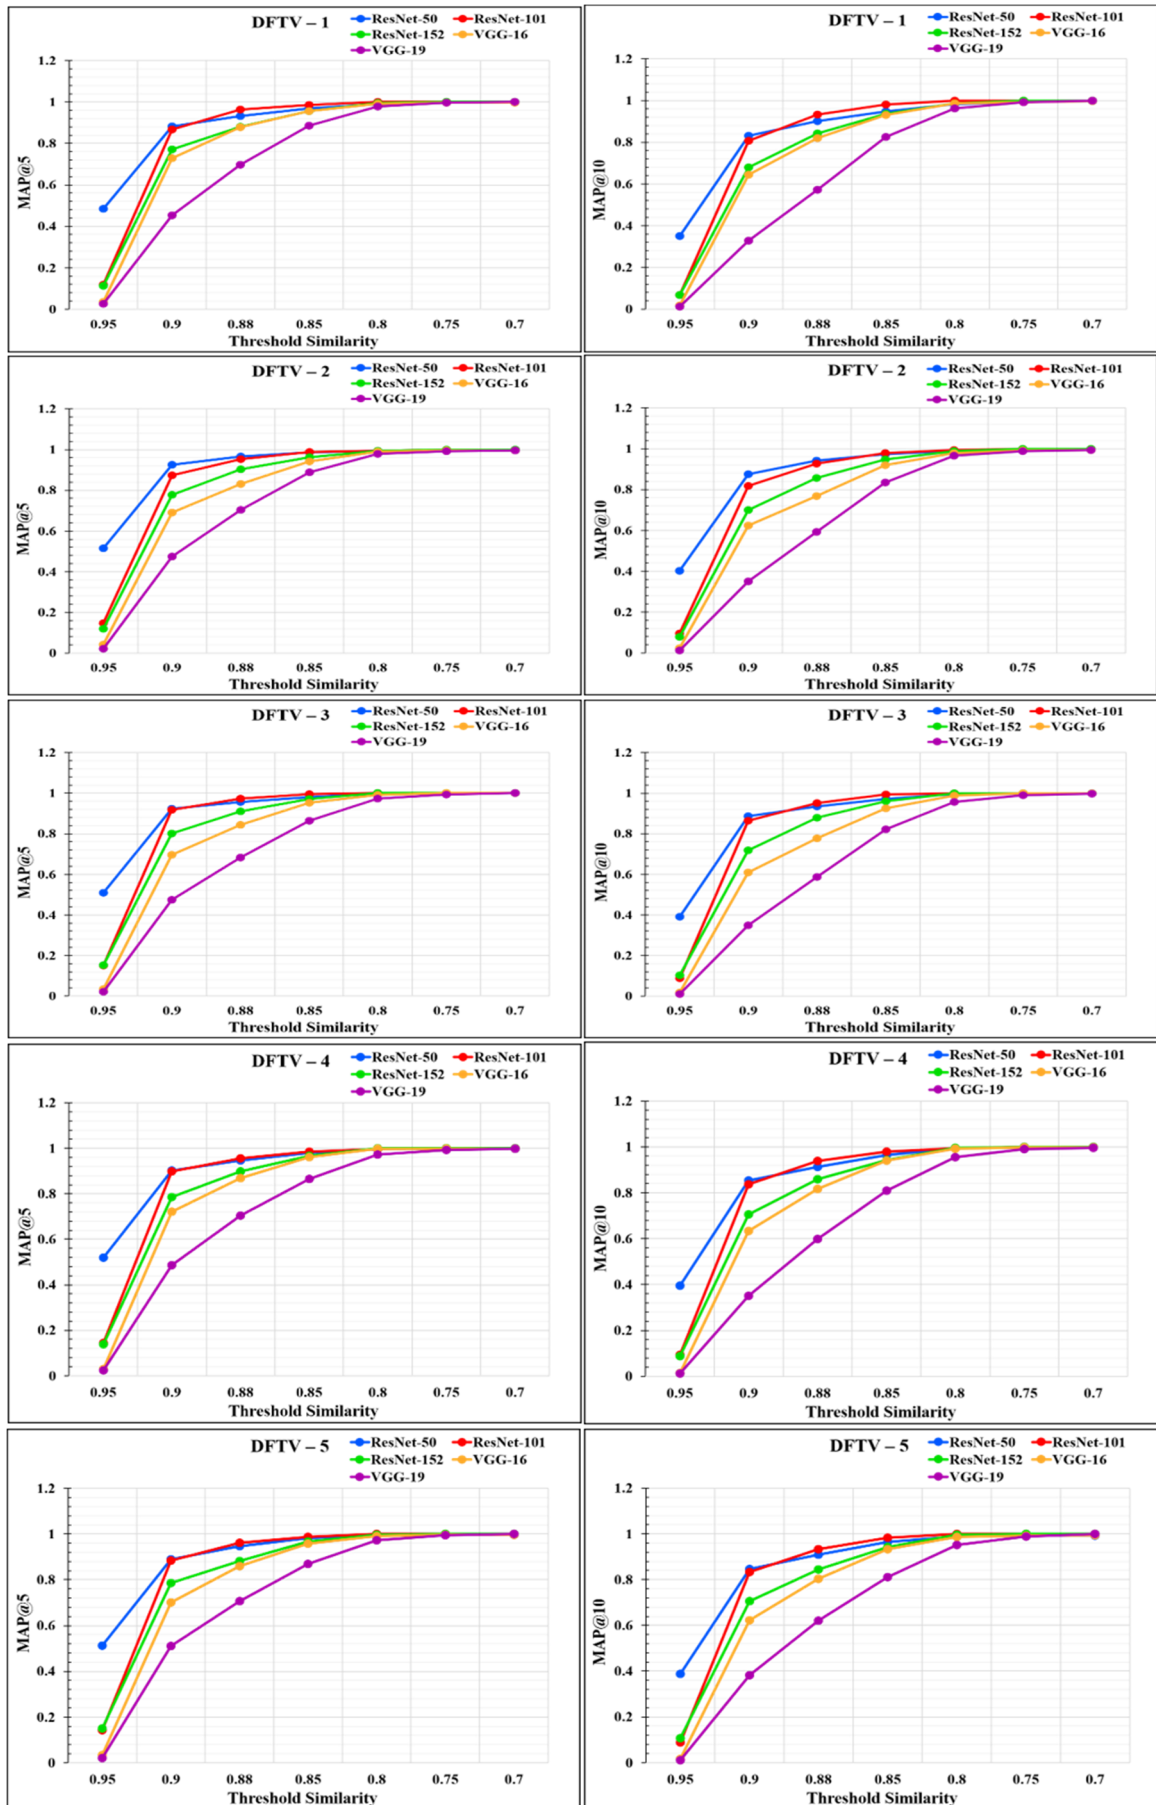 DFTV – 1
ResNet-50 ResNet-101
ResNet-152 VGG-16
VGG-19
1.2
1
0.8
0.6
0.4
0.2
0
MAP@5
0.95 0.9 0.88 0.85 0.8 0.75 0.7
Threshold Similarity
DFTV – 1
ResNet-50 ResNet-101
ResNet-152 VGG-16
VGG-19
1.2
1
0.8
0.6
0.4
0.2
0
MAP@10
0.95 0.9 0.88 0.85 0.8 0.75 0.7
Threshold Similarity
DFTV – 2
ResNet-50 ResNet-101
ResNet-152 VGG-16
VGG-19
1.2
1
0.8
0.6
0.4
0.2
0
MAP@5
0.95 0.9 0.88 0.85 0.8 0.75 0.7
Threshold Similarity
DFTV – 2
ResNet-50 ResNet-101
ResNet-152 VGG-16
VGG-19
1.2
1
0.8
0.6
0.4
0.2
0
MAP@10
0.95 0.9 0.88 0.85 0.8 0.75 0.7
Threshold Similarity
DFTV – 3
ResNet-50 ResNet-101
ResNet-152 VGG-16
VGG-19
1.2
1
0.8
0.6
0.4
0.2
0
MAP@5
0.95 0.9 0.88 0.85 0.8 0.75 0.7
Threshold Similarity
DFTV – 3
ResNet-50 ResNet-101
ResNet-152 VGG-16
VGG-19
1.2
1
0.8
0.6
0.4
0.2
0
MAP@10
0.95 0.9 0.88 0.85 0.8 0.75 0.7
Threshold Similarity
DFTV – 4
ResNet-50 ResNet-101
ResNet-152 VGG-16
VGG-19
1.2
1
0.8
0.6
0.4
0.2
0
MAP@5
0.95 0.9 0.88 0.85 0.8 0.75 0.7
Threshold Similarity
DFTV – 4
ResNet-50 ResNet-101
ResNet-152 VGG-16
VGG-19
1.2
1
0.8
0.6
0.4
0.2
0
MAP@10
0.95 0.9 0.88 0.85 0.8 0.75 0.7
Threshold Similarity
DFTV – 5
ResNet-50 ResNet-101
ResNet-152 VGG-16
VGG-19
1.2
1
0.8
0.6
0.4
0.2
0
MAP@5
0.95 0.9 0.88 0.85 0.8 0.75 0.7
Threshold Similarity
DFTV – 5
ResNet-50 ResNet-101
ResNet-152 VGG-16
VGG-19
1.2
1
0.8
0.6
0.4
0.2
0
MAP@10
0.95 0.9 0.88 0.85 0.8 0.75 0.7
Threshold Similarity